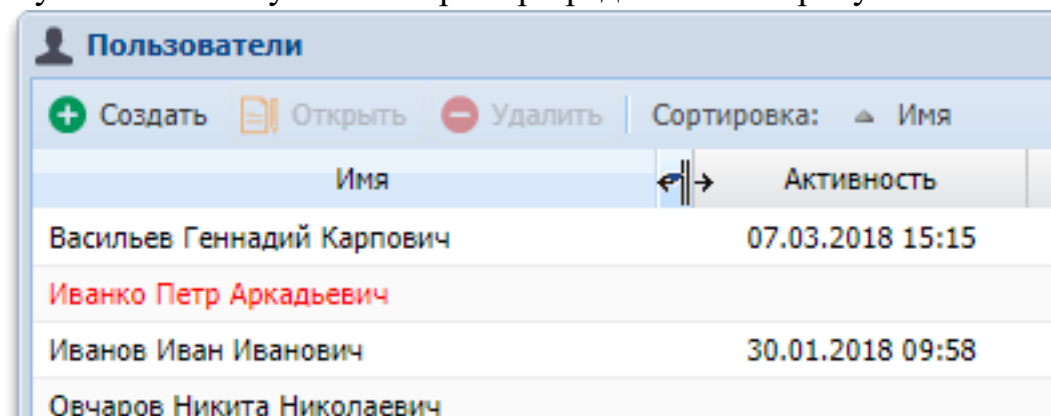 Пользователи
Создать Открыть Удалить Сортировка: Имя
Имя Активность
Васильев Геннадий Карпович 07.03.2018 15:15
Иванко Петр Аркадьевич
Иванов Иван Иванович 30.01.2018 09:58
Овчаров Никита Николаевич